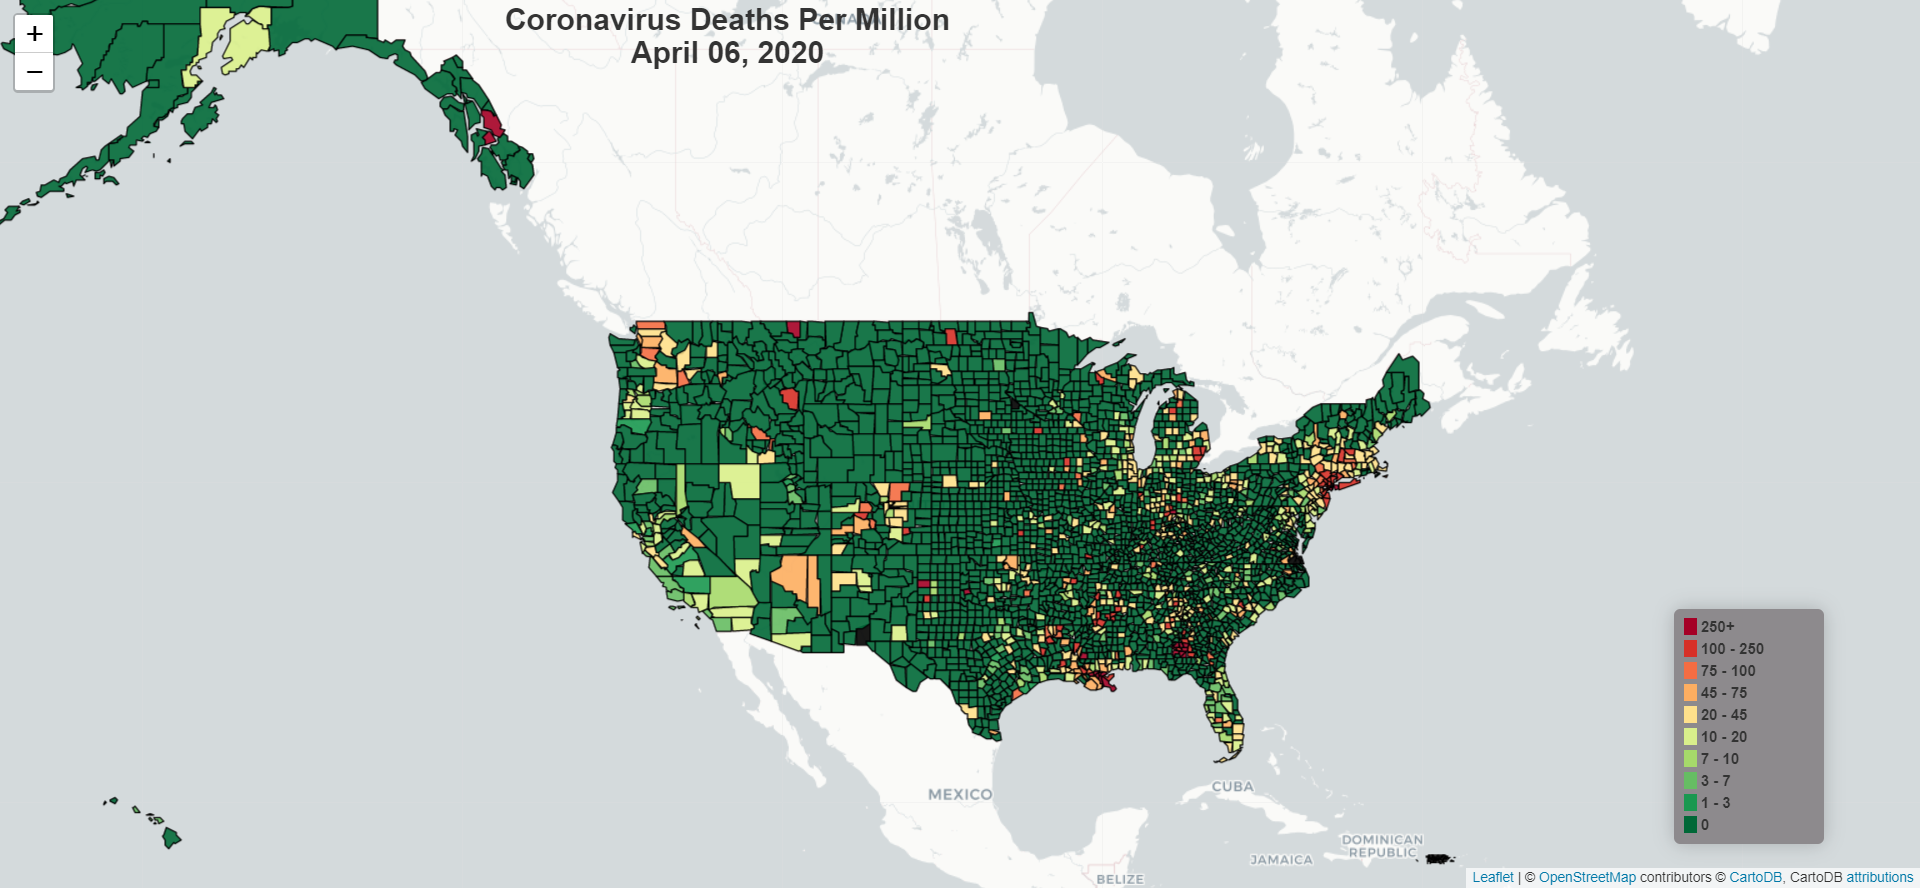 +
−
Coronavirus Deaths Per Million
April 06, 2020
CANADA
MEXICO
CUBA
DOMINICAN
REPUBLIC
JAMAICA
BELIZE
250+
100 - 250
75 - 100
45 - 75
20 - 45
10 - 20
7 - 10
3 - 7
1 - 3
0
Leaflet | © OpenStreetMap contributors © CartoDB, CartoDB attributions